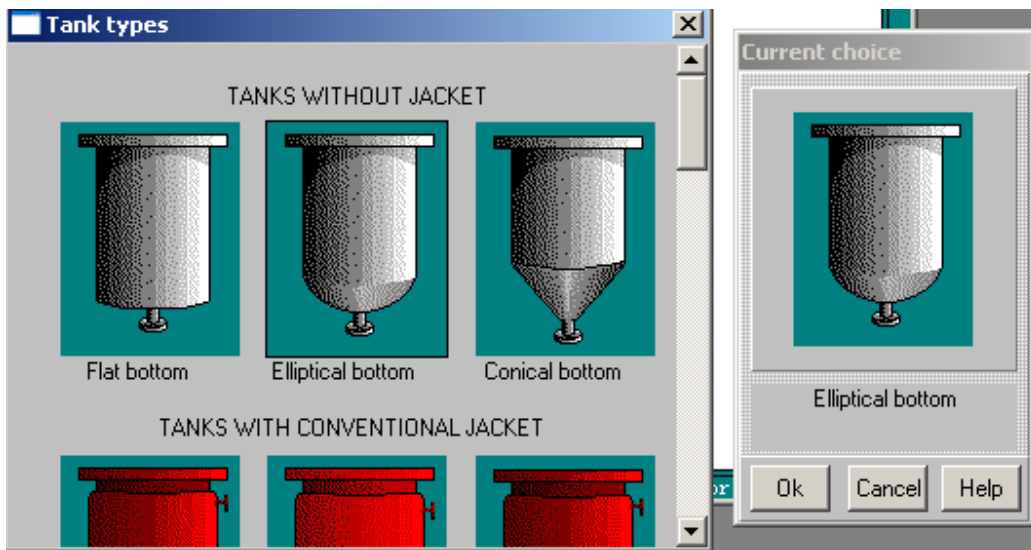 Tank types
TANKS WITHOUT JACKET
Flat bottom
Elliptical bottom
Conical bottom
TANKS WITH CONVENTIONAL JACKET
Current choice
Elliptical bottom
or
Ok
Cancel
Help